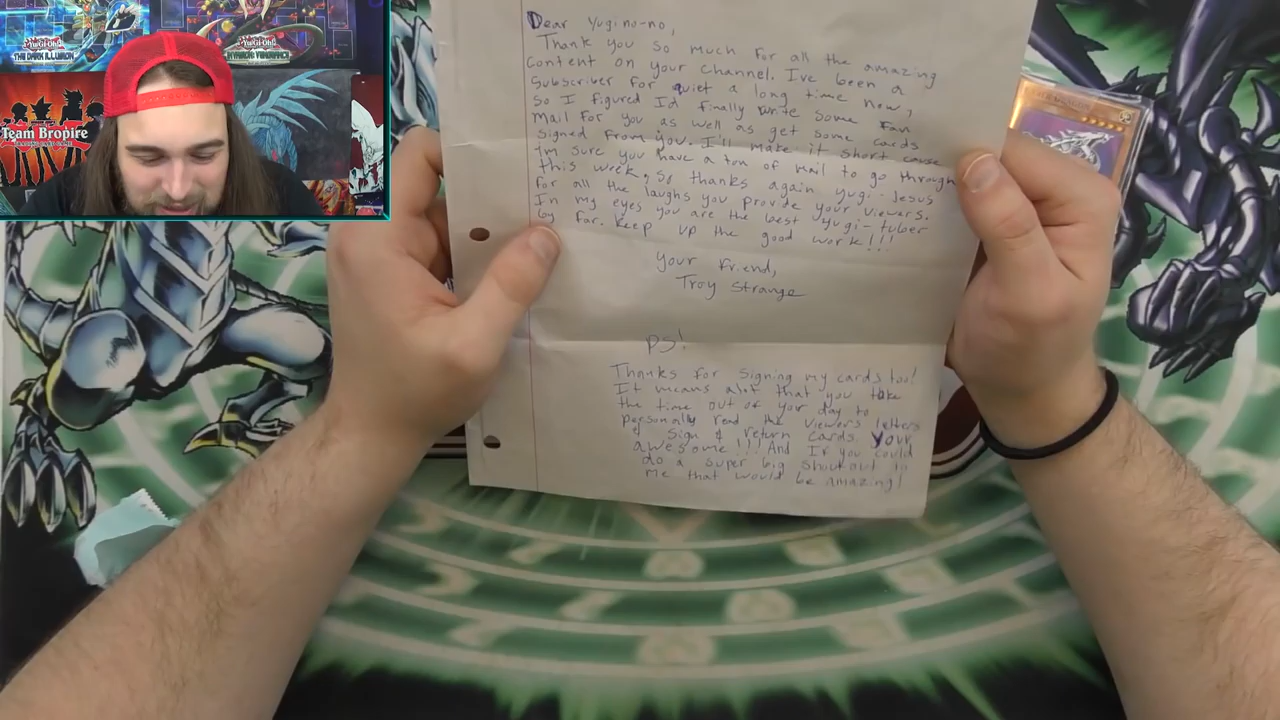 YU-GI-OH!
THE DARK ILLUSION
YU-GI-OH!
Team Bropire
TRADING CARD GAME
Dear Yugino-no,
Thank you so much for all the amazing
content on your channel. I've been a
subscriber for quiet a long time now,
So I figured I'd finally write some fan
mail for you as well as get some cards
signed from you. I'll make it short cause
I'm sure you have a ton of mail to go through
this week, so thanks again yugi-Jesus
for all the laughs you provide your viewers.
In my eyes you are the best yugi-tuber
by far. Keep up the good work!!!
your friend,
Troy Strange
PS!
Thanks for signing my cards too!
It means alot that you take
the time out of your day to
personally read the viewers letters
& sign & return cards. Your
awesome!!! And If you could
do a super big shoutout to
me that would be amazing!